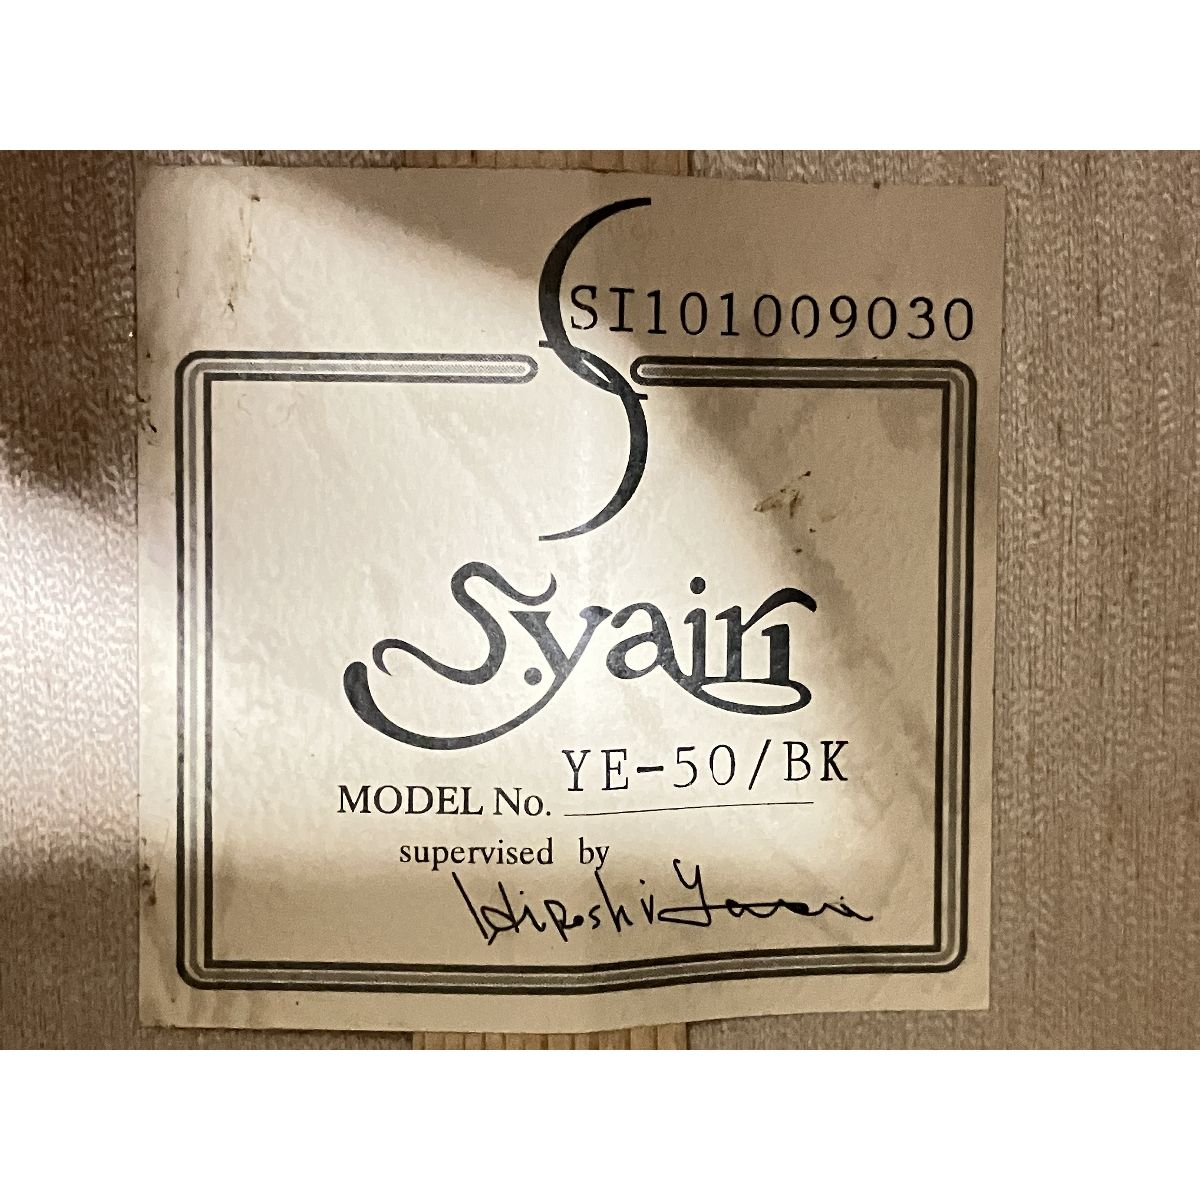 SI101009030
S.yairi
MODEL No. YE-50/BK
supervised by
Hiroshi Yairi